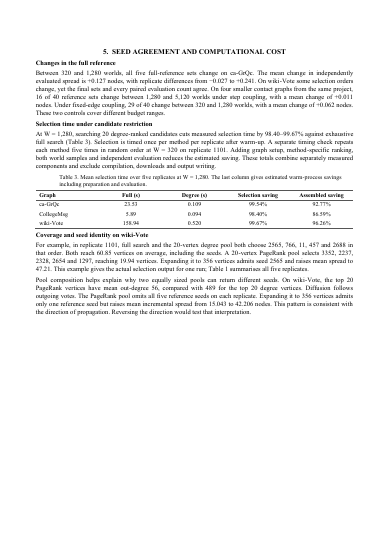 5. SEED AGREEMENT AND COMPUTATIONAL COST
Changes in the full reference
Between 320 and 1,280 worlds, all five full-reference sets change on ca-GrQc. The mean change in independently
evaluated spread is +0.127 nodes, with replicate differences from −0.027 to +0.241. On wiki-Vote some selection orders
change, yet the final sets and every paired evaluation count agree. On four smaller contact graphs from the same project,
16 of 40 reference sets change between 1,280 and 5,120 worlds under step coupling, with a mean change of +0.011
nodes. Under fixed-edge coupling, 29 of 40 change between 320 and 1,280 worlds, with a mean change of +0.062 node.
These two controls cover different budget ranges.
Selection time under candidate restriction
At W = 1,280, searching 20 degree-ranked candidates cuts measured selection time by 98.40–99.67% against exhaustive
full search (Table 3). Selection is timed once per method per replicate after warm-up. A separate timing check repeats
each method five times in random order at W = 320 on replicate 1101. Adding graph setup, method-specific ranking,
both world samples and independent evaluation reduces the estimated saving. These totals combine separately measured
components and exclude compilation, downloads and output writing.
Table 3. Mean selection time over five replicates at W = 1,280. The last column gives estimated warm-process savings
including preparation and evaluation.
Graph Full (s) Degree (s) Selection saving Assembled saving
ca-GrQc 23.53 0.109 99.54% 92.77%
CollegeMsg 5.89 0.094 98.40% 86.59%
wiki-Vote 158.94 0.520 99.67% 96.26%
Coverage and seed identity on wiki-Vote
For example, in replicate 1101, full search and the 20-vertex degree pool both choose 2565, 766, 11, 457 and 2688 in
that order. Both reach 60.85 vertices on average, including the seeds. A 20-vertex PageRank pool selects 3352, 2237,
2328, 2654 and 1297, reaching 19.94 vertices. Expanding it to 356 vertices admits seed 2565 and raises mean spread to
47.21. This example gives the actual selection output for one run; Table 1 summarises all five replicates.
Pool composition helps explain why two equally sized pools can return different seeds. On wiki-Vote, the top 20
PageRank vertices have mean out-degree 56, compared with 489 for the top 20 degree vertices. Diffusion follows
outgoing votes. The PageRank pool omits all five reference seeds on each replicate. Expanding it to 356 vertices admits
only one reference seed but raises mean incremental spread from 15.043 to 42.206 nodes. This pattern is consistent with
the direction of propagation. Reversing the direction would test that interpretation.